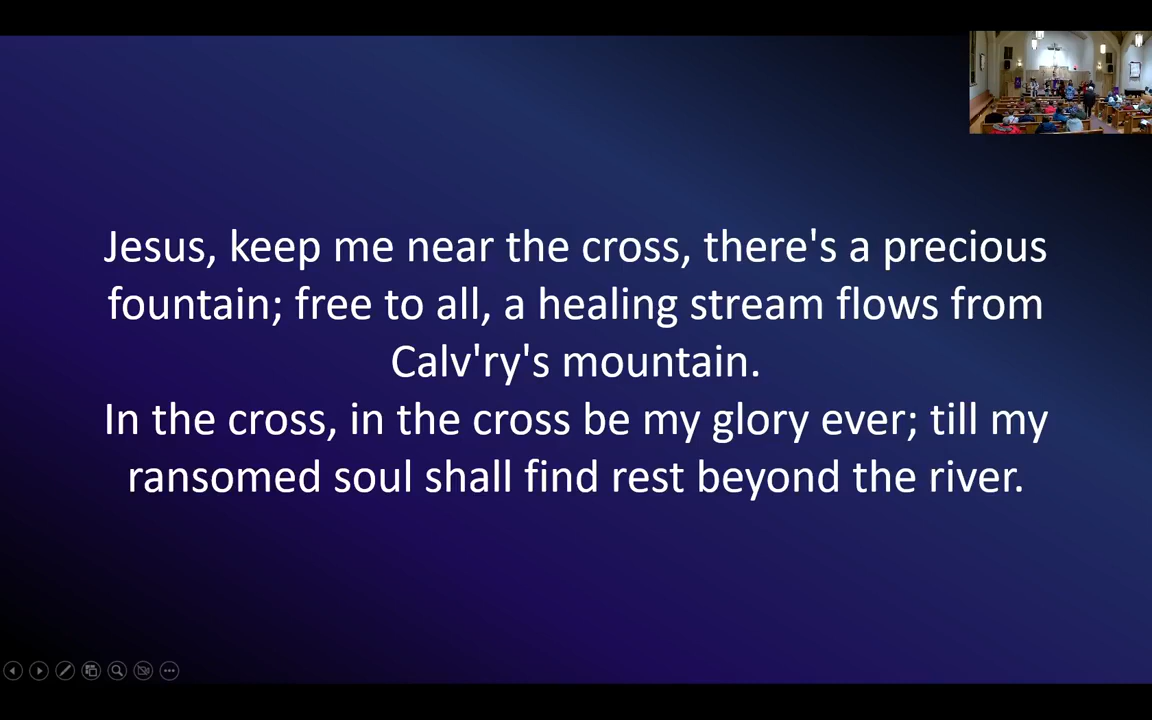 Jesus, keep me near the cross, there's a precious
fountain; free to all, a healing stream flows from
Calv'ry's mountain.
In the cross, in the cross be my glory ever; till my
ransomed soul shall find rest beyond the river.